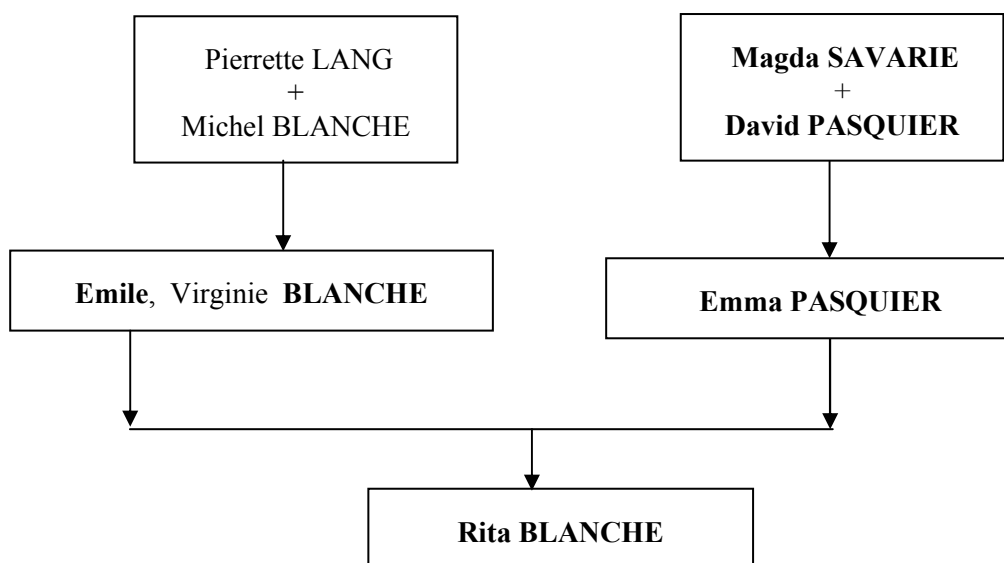 Pierrette LANG
+
Michel BLANCHE
Magda SAVARIE
+
David PASQUIER
Emile, Virginie BLANCHE
Emma PASQUIER
Rita BLANCHE